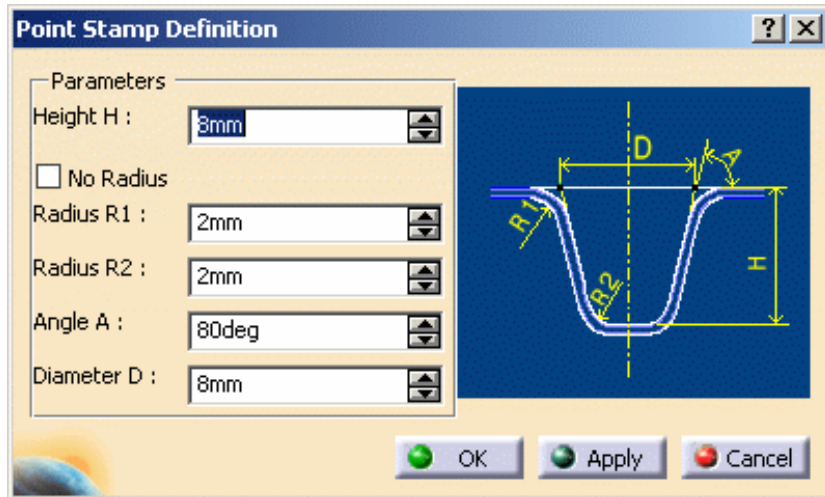 Point Stamp Definition
? X
Parameters
Height H : 8mm
No Radius
Radius R1 : 2mm
Radius R2 : 2mm
Angle A : 80deg
Diameter D : 8mm
D
A
R1
R2
H
OK Apply Cancel